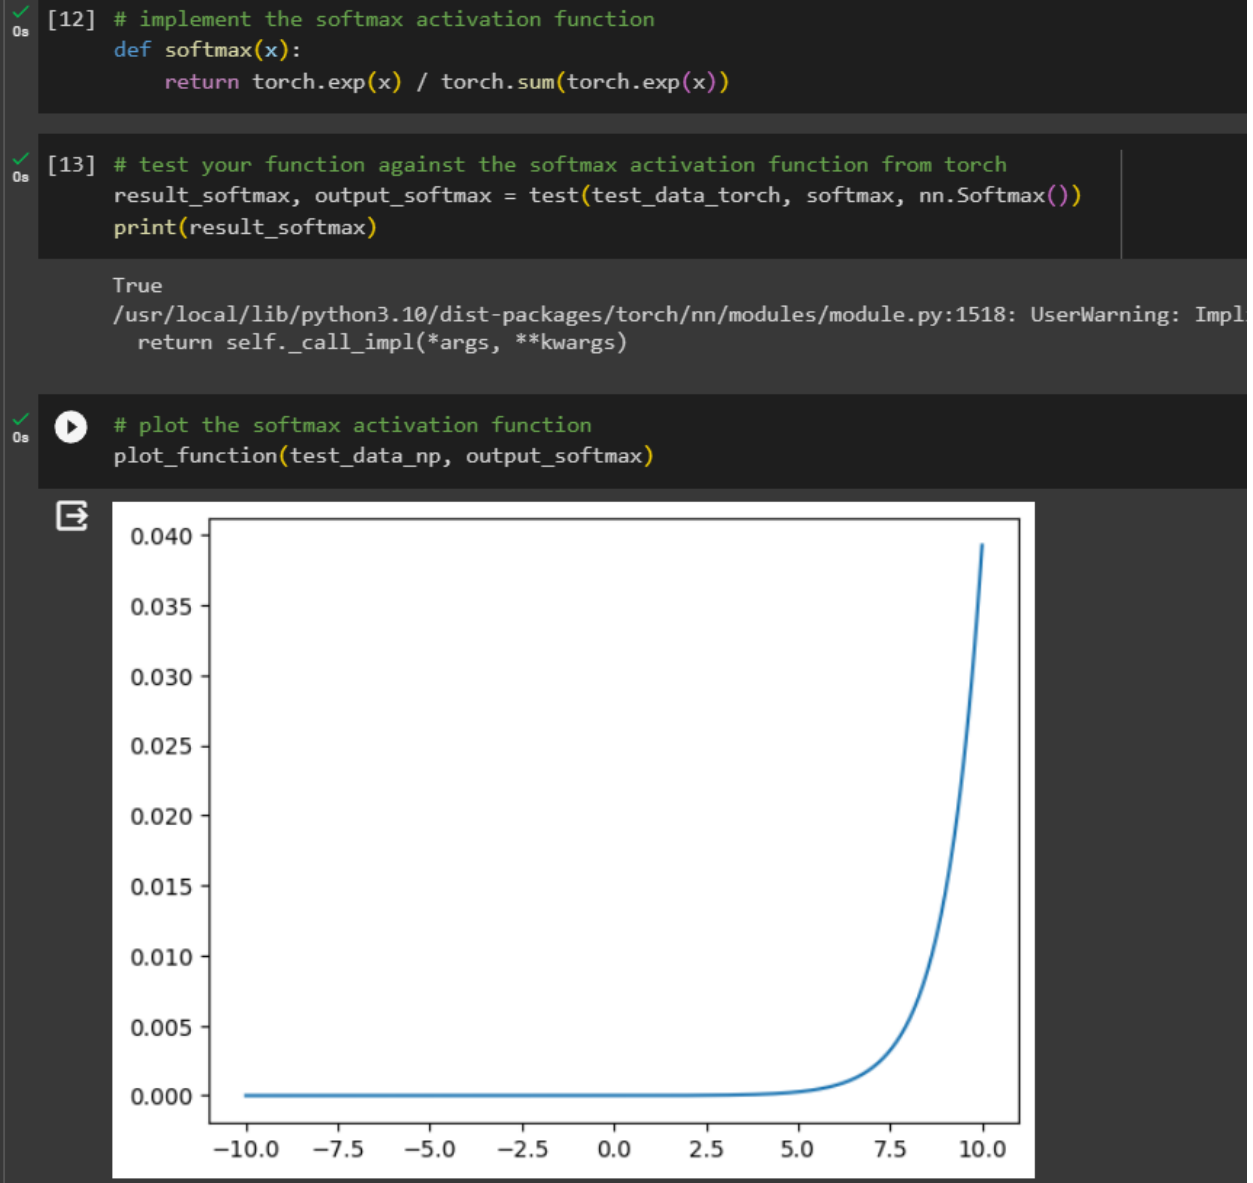 [12] # implement the softmax activation function
def softmax(x):
    return torch.exp(x) / torch.sum(torch.exp(x))
0s
[13] # test your function against the softmax activation function from torch
result_softmax, output_softmax = test(test_data_torch, softmax, nn.Softmax())
print(result_softmax)
0s
True
/usr/local/lib/python3.10/dist-packages/torch/nn/modules/module.py:1518: UserWarning: Impl
  return self._call_impl(*args, **kwargs)
# plot the softmax activation function
plot_function(test_data_np, output_softmax)
0s
0.040
0.035
0.030
0.025
0.020
0.015
0.010
0.005
0.000
−10.0 −7.5 −5.0 −2.5 0.0 2.5 5.0 7.5 10.0